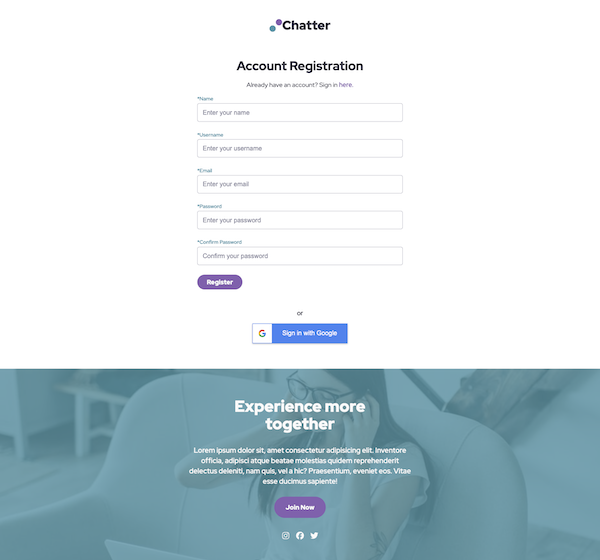 Chatter
Account Registration
Already have an account? Sign in here.
*Name
Enter your name
*Username
Enter your username
*Email
Enter your email
*Password
Enter your password
*Confirm Password
Confirm your password
Register
or
G Sign in with Google
Experience more
together
Lorem ipsum dolor sit, amet consectetur adipisicing elit. Inventore
officia, adipisci atque beatae molestias quidem reprehenderit
delectus deleniti, nam quis, vel a hic? Praesentium, eveniet eos. Vitae
esse ducimus sapiente!
Join Now